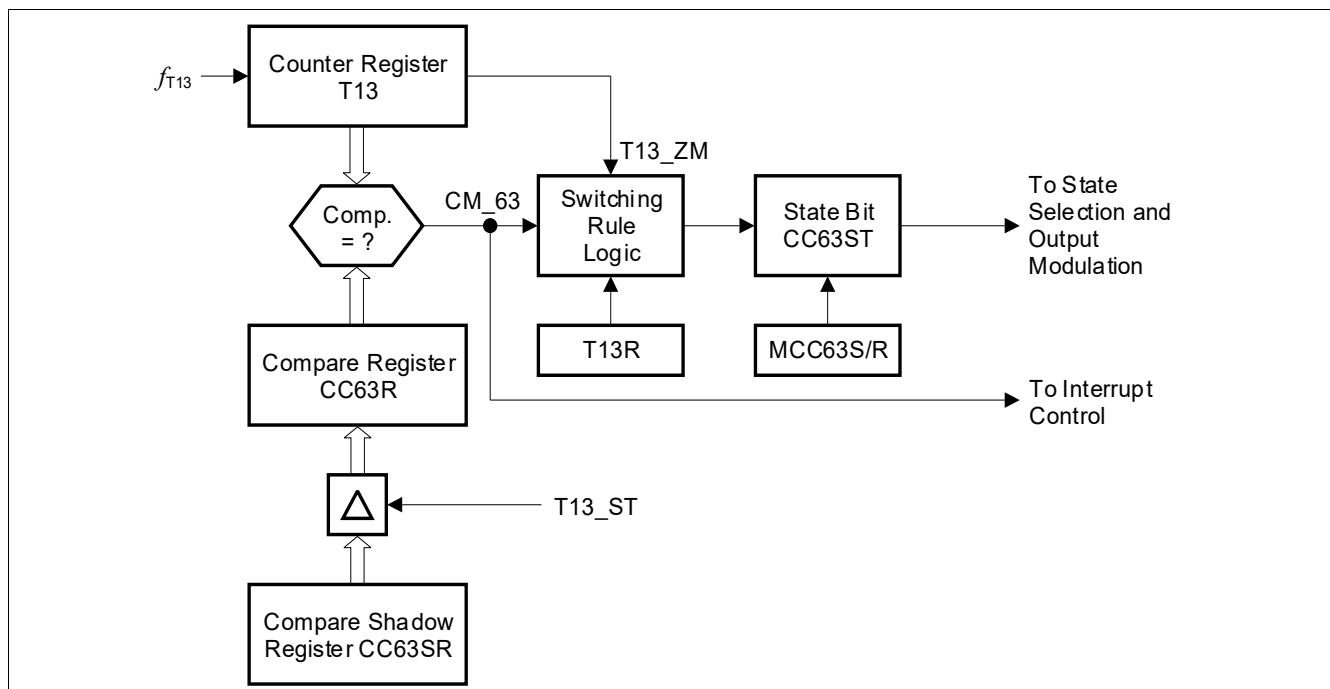 Counter Register
T13
fT13
T13_ZM
CM_63
Comp.
= ?
Switching
Rule
Logic
State Bit
CC63ST
To State
Selection and
Output
Modulation
T13R
MCC63S/R
Compare Register
CC63R
To Interrupt
Control
T13_ST
Compare Shadow
Register CC63SR